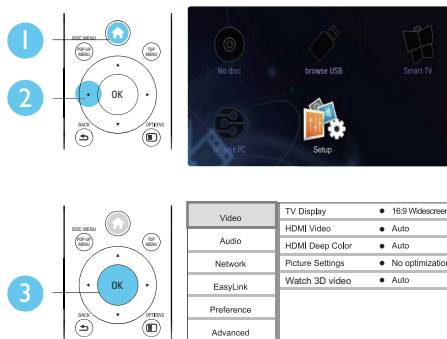 1
DISC MENU
POP-UP MENU
TOP MENU
2
OK
BACK
OPTIONS
No disc
browse USB
Smart TV
browse PC
Setup
DISC MENU
POP-UP MENU
TOP MENU
3
OK
BACK
OPTIONS
Video
Audio
Network
EasyLink
Preference
Advanced
TV Display • 16:9 Widescreen
HDMI Video • Auto
HDMI Deep Color • Auto
Picture Settings • No optimization
Watch 3D video • Auto